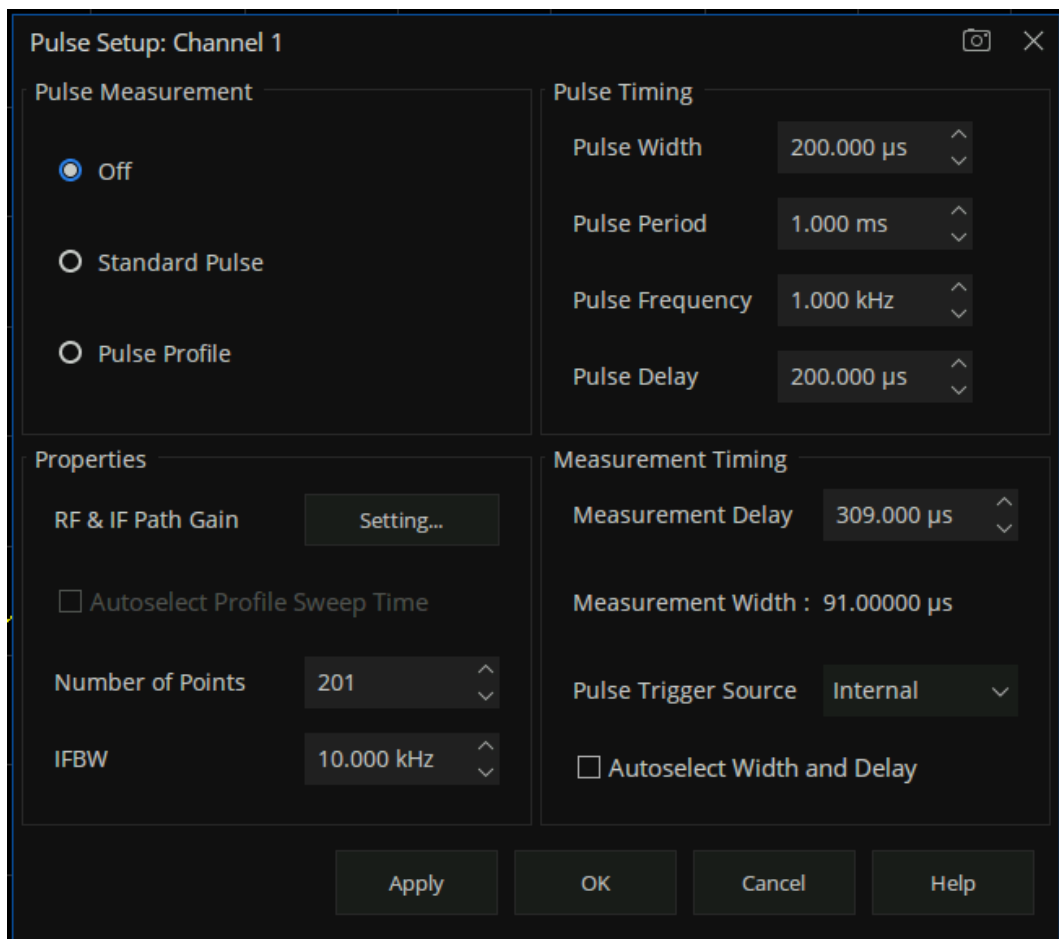 Pulse Setup: Channel 1
Pulse Measurement
Off
Standard Pulse
Pulse Profile
Pulse Timing
Pulse Width 200.000 µs
Pulse Period 1.000 ms
Pulse Frequency 1.000 kHz
Pulse Delay 200.000 µs
Properties
RF & IF Path Gain Setting...
Autoselect Profile Sweep Time
Number of Points 201
IFBW 10.000 kHz
Measurement Timing
Measurement Delay 309.000 µs
Measurement Width : 91.00000 µs
Pulse Trigger Source Internal
Autoselect Width and Delay
Apply OK Cancel Help